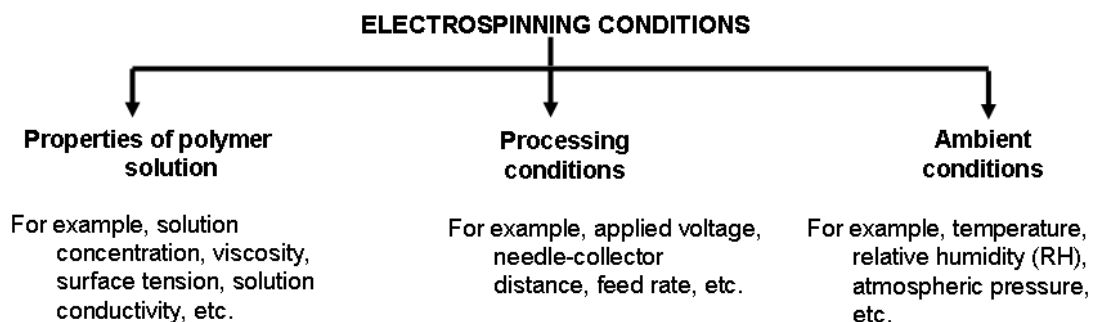 ELECTROSPINNING CONDITIONS
Properties of polymer
solution
For example, solution
concentration, viscosity,
surface tension, solution
conductivity, etc.
Processing
conditions
For example, applied voltage,
needle-collector
distance, feed rate, etc.
Ambient
conditions
For example, temperature,
relative humidity (RH),
atmospheric pressure,
etc.